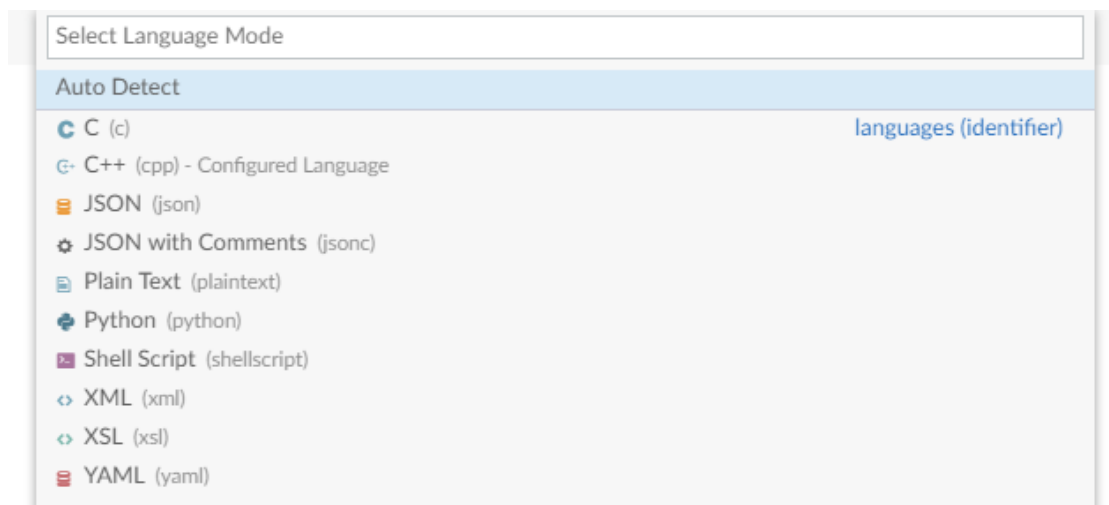 Select Language Mode
Auto Detect
C (c) languages (identifier)
C++ (cpp) - Configured Language
JSON (json)
JSON with Comments (jsonc)
Plain Text (plaintext)
Python (python)
Shell Script (shellscript)
XML (xml)
XSL (xsl)
YAML (yaml)